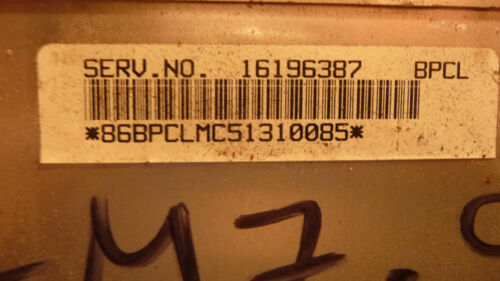 SERV.NO. 16196387 BPCL
*86BPCLMC51310085*